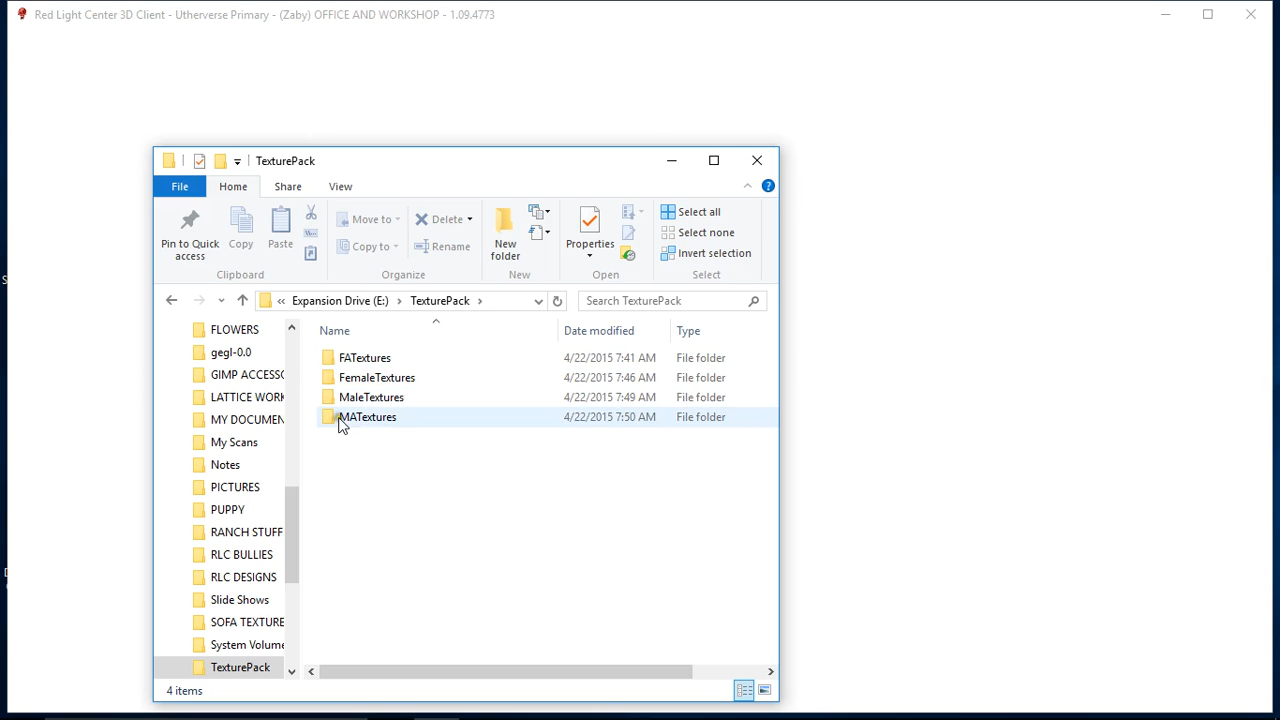 Red Light Center 3D Client - Utherverse Primary - (Zaby) OFFICE AND WORKSHOP - 1.09.4773
TexturePack
File Home Share View
Pin to Quick access
Copy
Paste
Move to
Copy to
Delete
Rename
New folder
Properties
Select all
Select none
Invert selection
Clipboard Organize New Open Select
« Expansion Drive (E:) > TexturePack >
Search TexturePack
Name Date modified Type
FATextures 4/22/2015 7:41 AM File folder
FemaleTextures 4/22/2015 7:46 AM File folder
MaleTextures 4/22/2015 7:49 AM File folder
MATextures 4/22/2015 7:50 AM File folder
FLOWERS
gegl-0.0
GIMP ACCESSO
LATTICE WORK
MY DOCUMEN
My Scans
Notes
PICTURES
PUPPY
RANCH STUFF
RLC BULLIES
RLC DESIGNS
Slide Shows
SOFA TEXTURE
System Volume
TexturePack
4 items